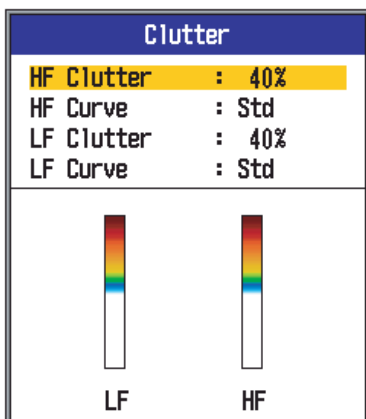 Clutter
HF Clutter : 40%
HF Curve : Std
LF Clutter : 40%
LF Curve : Std
LF HF